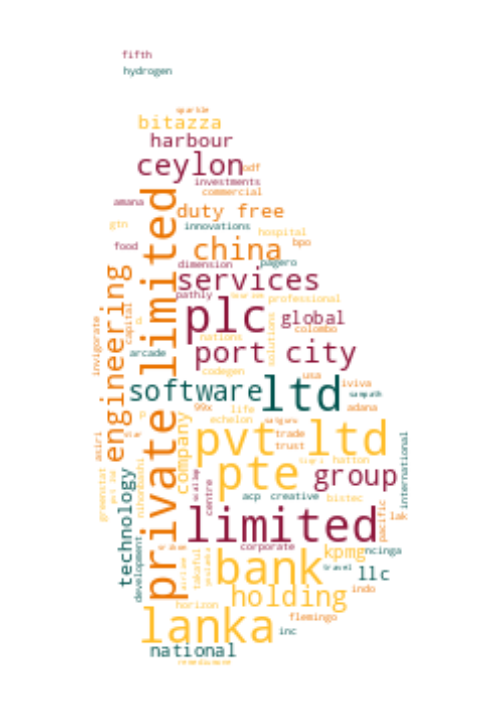 fifth
hydrogen
sparkle
bitazza
harbour
ceylon
odf
investments
commercial
amana
duty free
gtn
innovations
hospital
food
china
bpo
dimension
pagero
services
pathly
professional
private limited
engineering
invigorate
capital
plc
global
colombo
nations
solutions
arcade
port city
codegen
usa
software
ltd
iviva
sampath
99x
life
adana
echelon
company
pvt ltd
trade
trust
asiri
hatton
international
greenstat
pte
group
technology
centre
acp
creative
bistec
pacific
lak
limited
development
corporate
kpmg
ncinga
takaful
bank
travel
llc
holding
indo
horizon
flemingo
lanka
inc
national